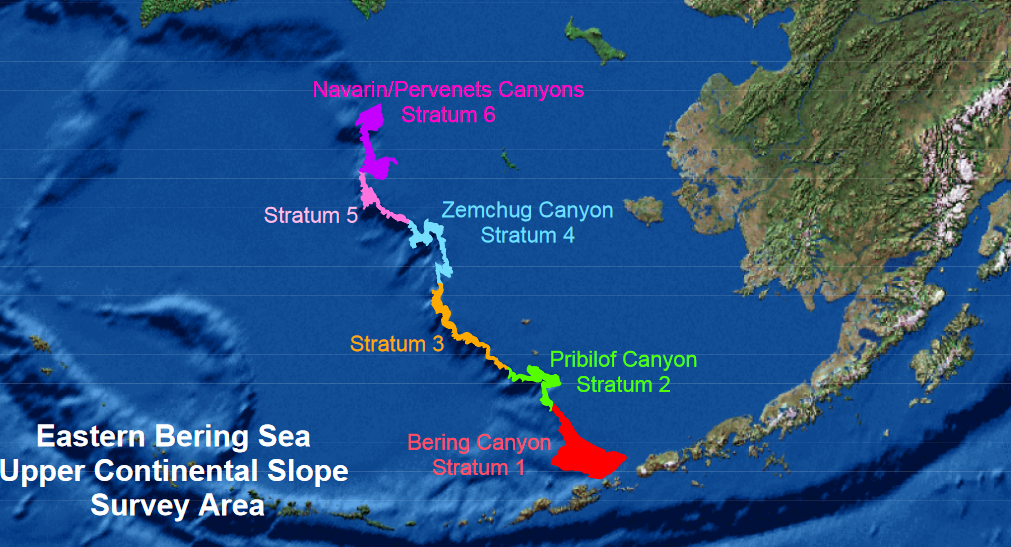 Navarin/Pervenets Canyons
Stratum 6
Stratum 5
Zemchug Canyon
Stratum 4
Stratum 3
Pribilof Canyon
Stratum 2
Bering Canyon
Stratum 1
Eastern Bering Sea
Upper Continental Slope
Survey Area